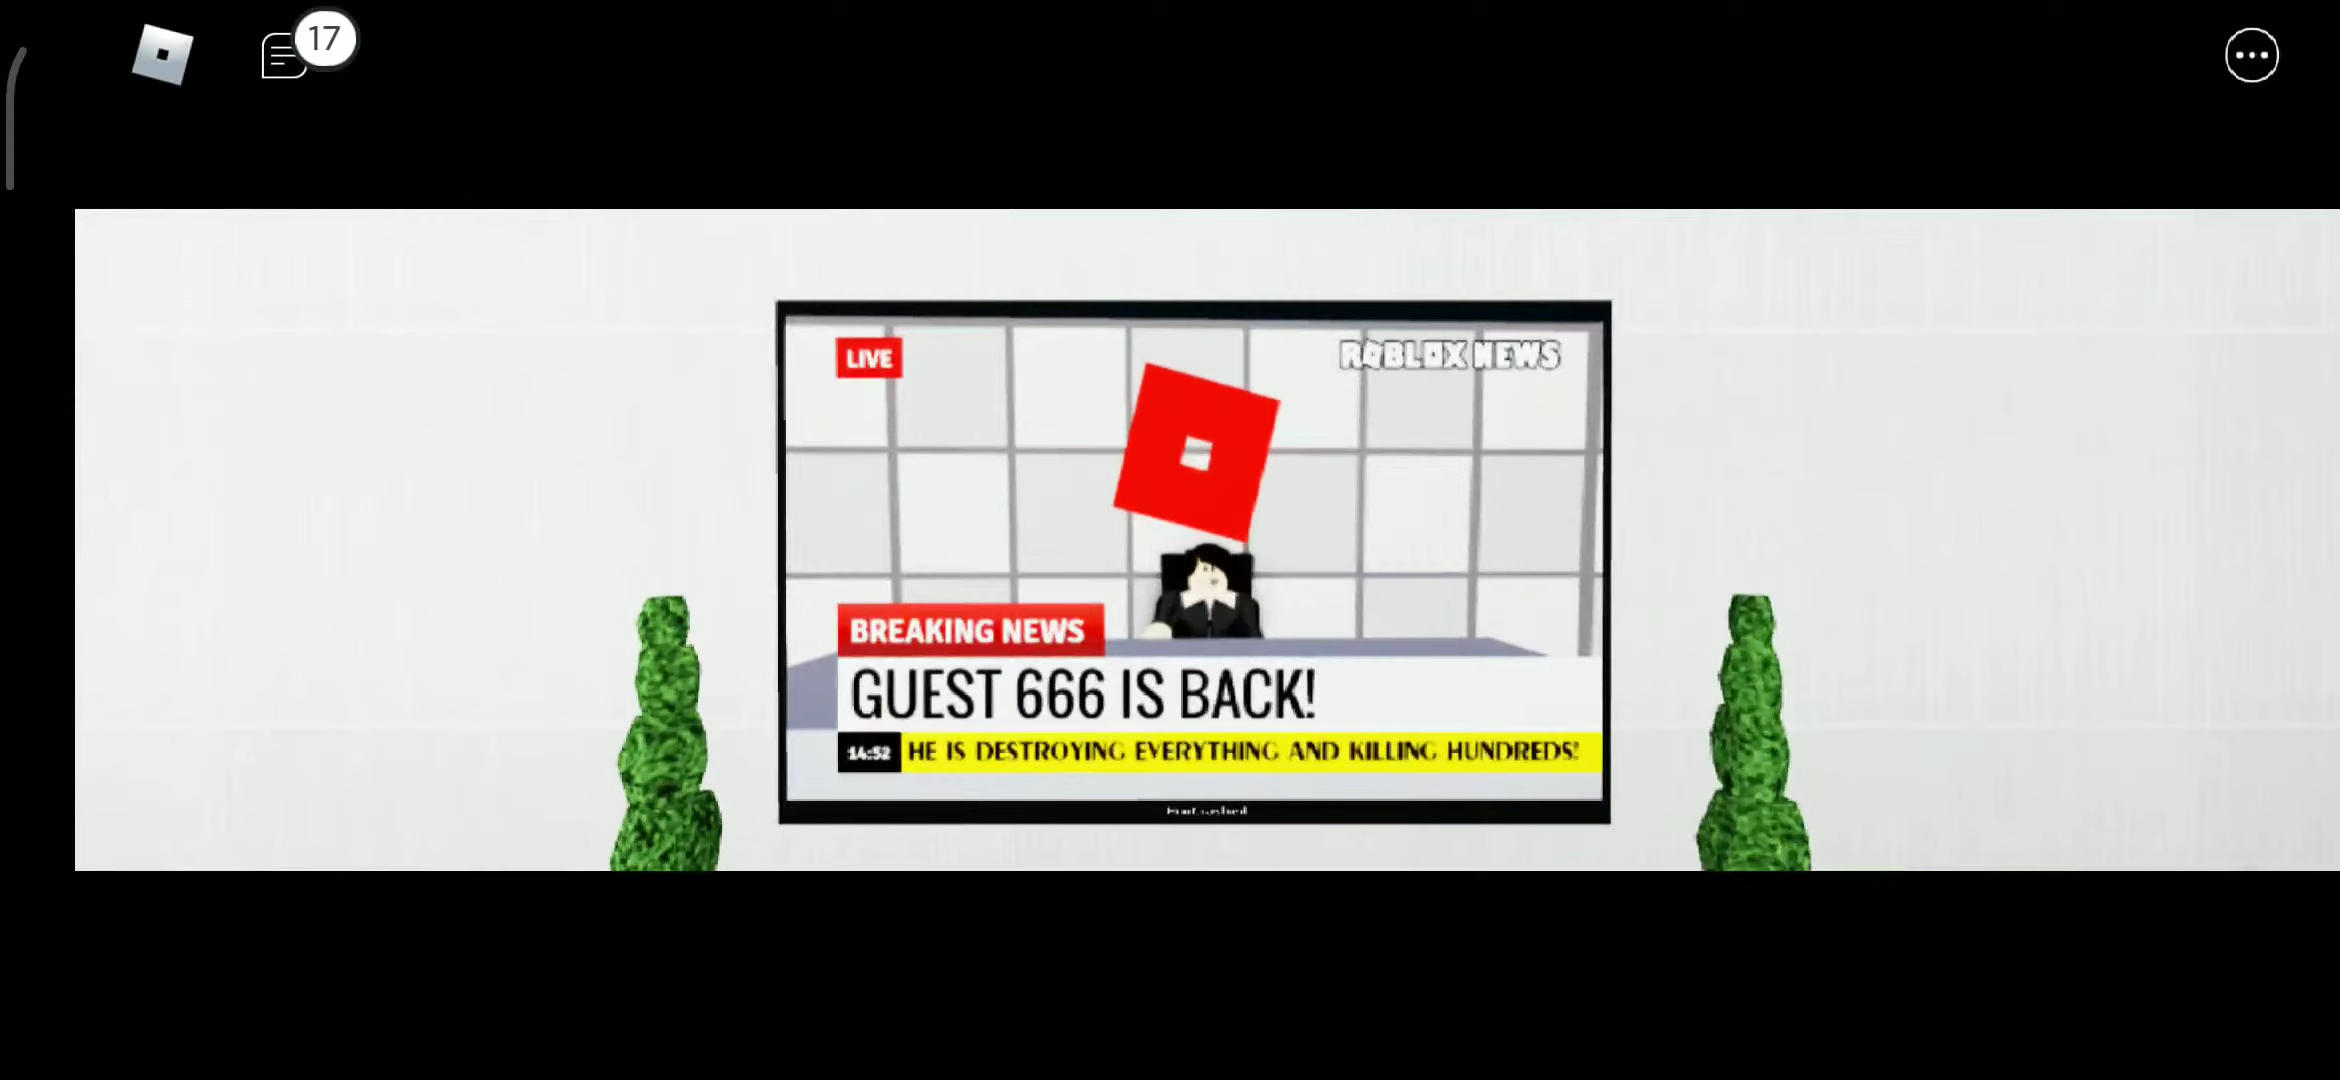 17
LIVE
ROBLOX NEWS
BREAKING NEWS
GUEST 666 IS BACK!
14:52 HE IS DESTROYING EVERYTHING AND KILLING HUNDREDS!